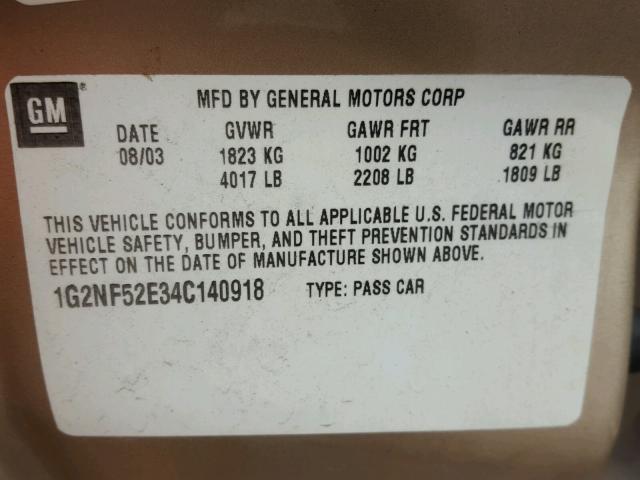 GM
®
MFD BY GENERAL MOTORS CORP
DATE GVWR GAWR FRT GAWR RR
08/03 1823 KG 1002 KG 821 KG
4017 LB 2208 LB 1809 LB
THIS VEHICLE CONFORMS TO ALL APPLICABLE U.S. FEDERAL MOTOR
VEHICLE SAFETY, BUMPER, AND THEFT PREVENTION STANDARDS IN
EFFECT ON THE DATE OF MANUFACTURE SHOWN ABOVE.
1G2NF52E34C140918 TYPE: PASS CAR